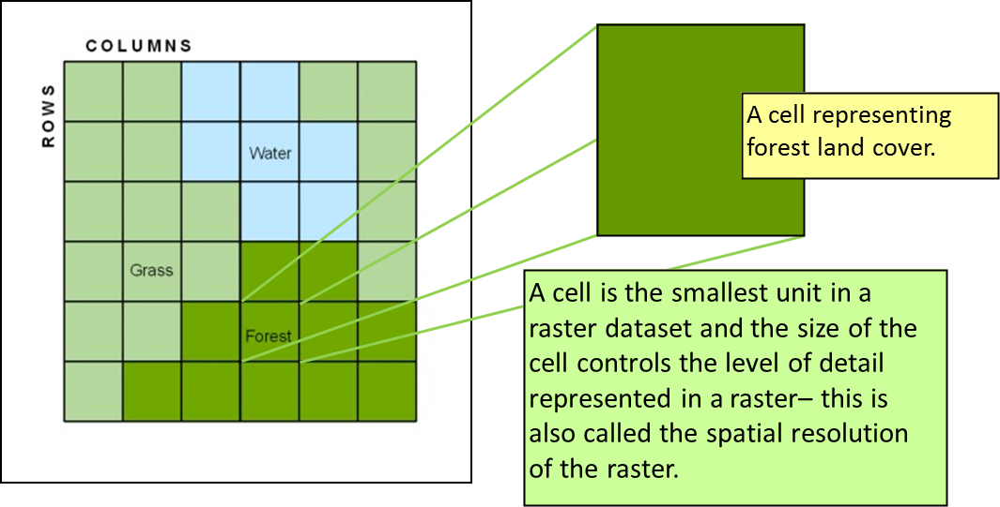 COLUMNS
ROWS
Water
Grass
Forest
A cell representing
forest land cover.
A cell is the smallest unit in a
raster dataset and the size of the
cell controls the level of detail
represented in a raster– this is
also called the spatial resolution
of the raster.